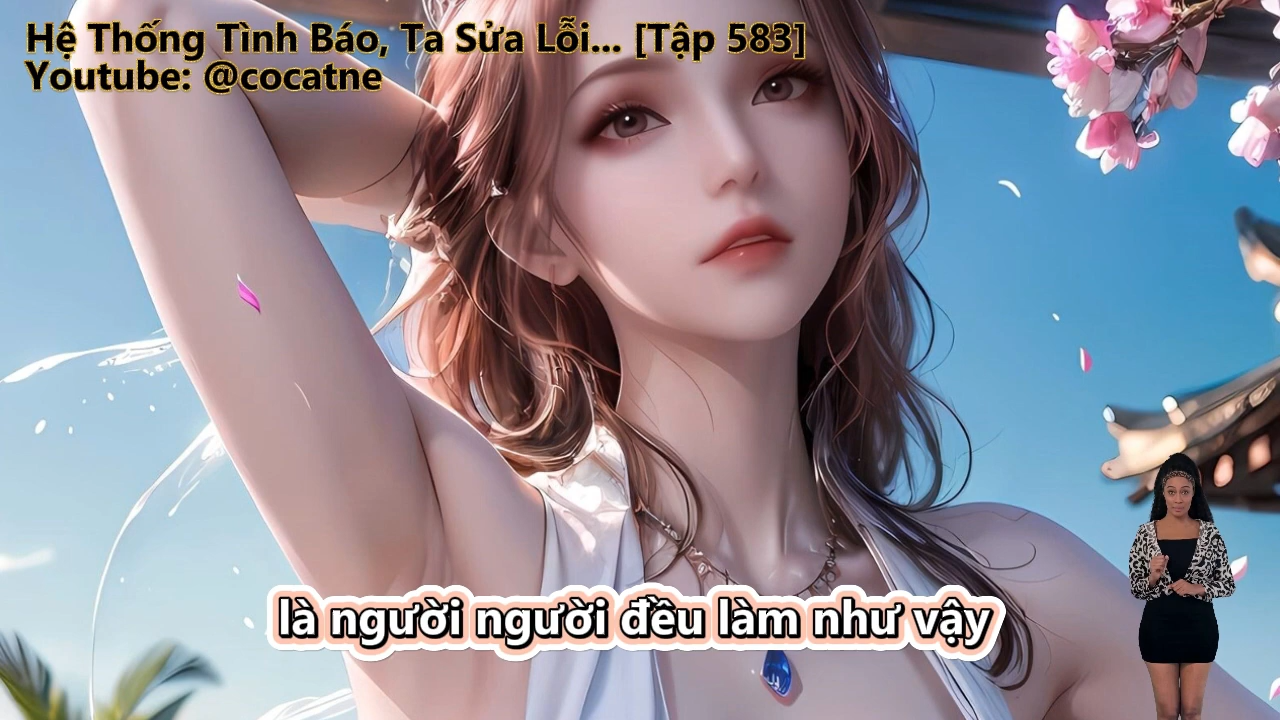 Hệ Thống Tình Báo, Ta Sửa Lỗi... [Tập 583]
Youtube: @cocatne
là người người đều làm như vậy